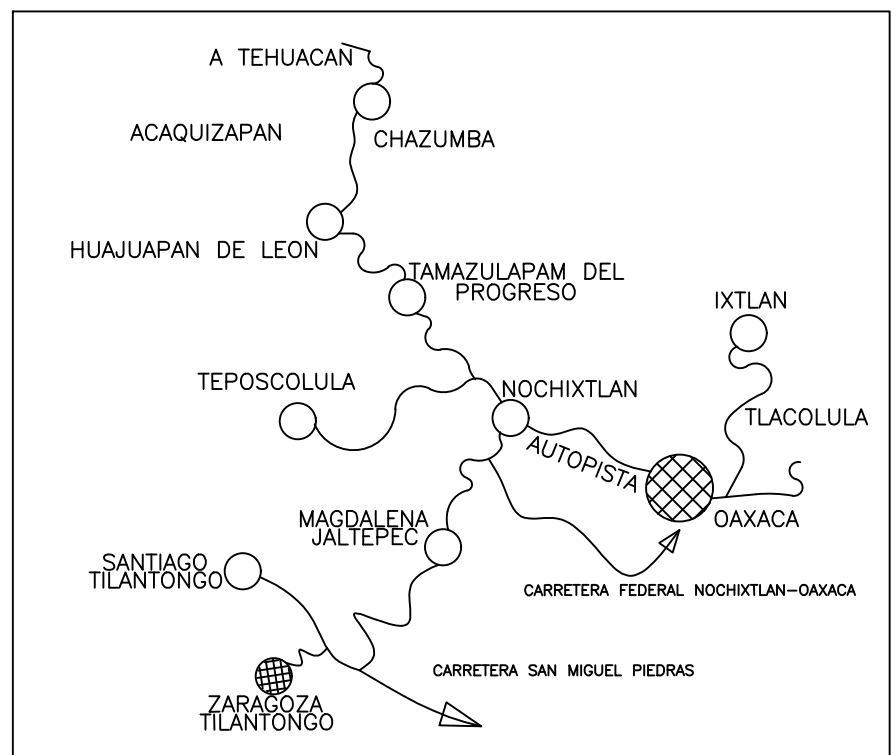 A TEHUACAN
ACAQUIZAPAN
CHAZUMBA
HUAJUAPAN DE LEON
TAMAZULAPAM DEL
PROGRESO
IXTLAN
TEPOSCOLULA
NOCHIXTLAN
TLACOLULA
AUTOPISTA
OAXACA
MAGDALENA
JALTEPEC
SANTIAGO
TILANTONGO
CARRETERA FEDERAL NOCHIXTLAN-OAXACA
CARRETERA SAN MIGUEL PIEDRAS
ZARAGOZA
TILANTONGO